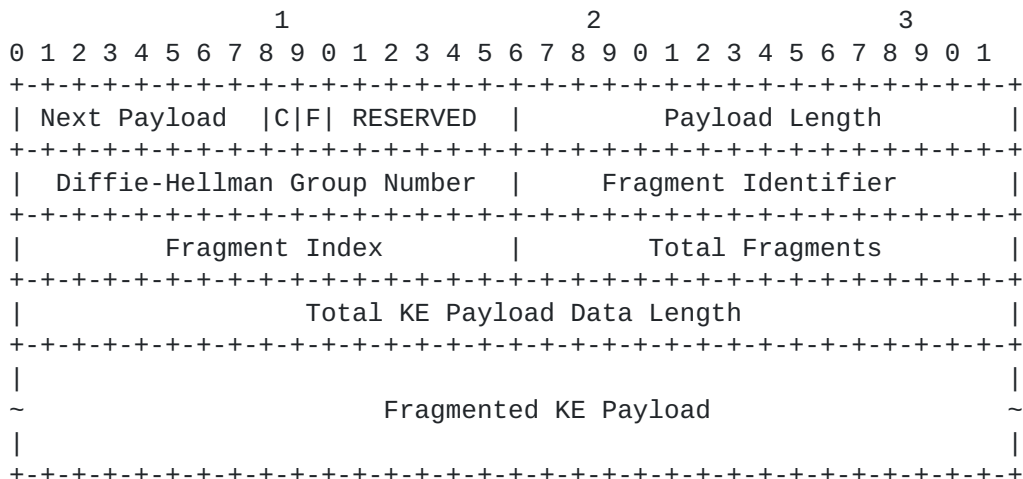 1                   2                   3
 0 1 2 3 4 5 6 7 8 9 0 1 2 3 4 5 6 7 8 9 0 1 2 3 4 5 6 7 8 9 0 1
+-+-+-+-+-+-+-+-+-+-+-+-+-+-+-+-+-+-+-+-+-+-+-+-+-+-+-+-+-+-+-+-+
| Next Payload  |C|F| RESERVED  |         Payload Length        |
+-+-+-+-+-+-+-+-+-+-+-+-+-+-+-+-+-+-+-+-+-+-+-+-+-+-+-+-+-+-+-+-+
|  Diffie-Hellman Group Number  |     Fragment Identifier       |
+-+-+-+-+-+-+-+-+-+-+-+-+-+-+-+-+-+-+-+-+-+-+-+-+-+-+-+-+-+-+-+-+
|         Fragment Index        |        Total Fragments        |
+-+-+-+-+-+-+-+-+-+-+-+-+-+-+-+-+-+-+-+-+-+-+-+-+-+-+-+-+-+-+-+-+
|                  Total KE Payload Data Length                 |
+-+-+-+-+-+-+-+-+-+-+-+-+-+-+-+-+-+-+-+-+-+-+-+-+-+-+-+-+-+-+-+-+
|                                                               |
~                       Fragmented KE Payload                   ~
|                                                               |
+-+-+-+-+-+-+-+-+-+-+-+-+-+-+-+-+-+-+-+-+-+-+-+-+-+-+-+-+-+-+-+-+